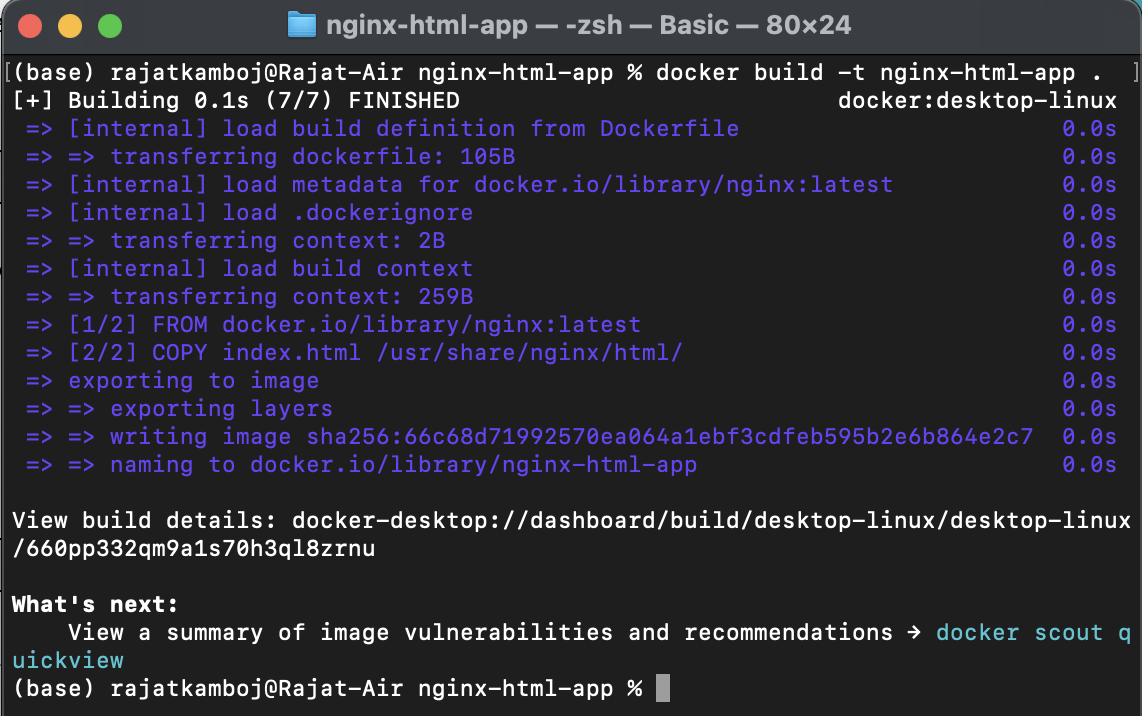 nginx-html-app — -zsh — Basic — 80×24
[(base) rajatkamboj@Rajat-Air nginx-html-app % docker build -t nginx-html-app . ]
[+] Building 0.1s (7/7) FINISHED docker:desktop-linux
=> [internal] load build definition from Dockerfile 0.0s
=> => transferring dockerfile: 105B 0.0s
=> [internal] load metadata for docker.io/library/nginx:latest 0.0s
=> [internal] load .dockerignore 0.0s
=> => transferring context: 2B 0.0s
=> [internal] load build context 0.0s
=> => transferring context: 259B 0.0s
=> [1/2] FROM docker.io/library/nginx:latest 0.0s
=> [2/2] COPY index.html /usr/share/nginx/html/ 0.0s
=> exporting to image 0.0s
=> => exporting layers 0.0s
=> => writing image sha256:66c68d71992570ea064a1ebf3cdfeb595b2e6b864e2c7 0.0s
=> => naming to docker.io/library/nginx-html-app 0.0s
View build details: docker-desktop://dashboard/build/desktop-linux/desktop-linux
/660pp332qm9a1s70h3ql8zrnu
What's next:
View a summary of image vulnerabilities and recommendations → docker scout q
uickview
(base) rajatkamboj@Rajat-Air nginx-html-app %